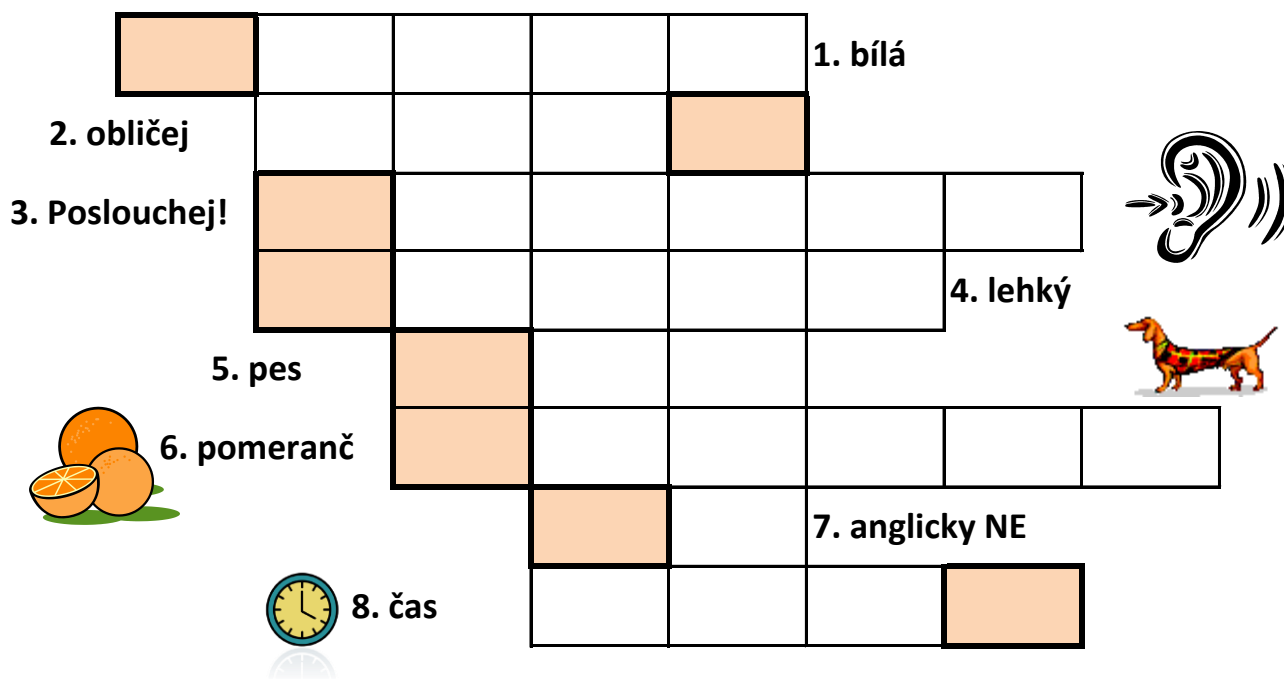 1. bílá
2. obličej
3. Poslouchej!
4. lehký
5. pes
6. pomeranč
7. anglicky NE
8. čas